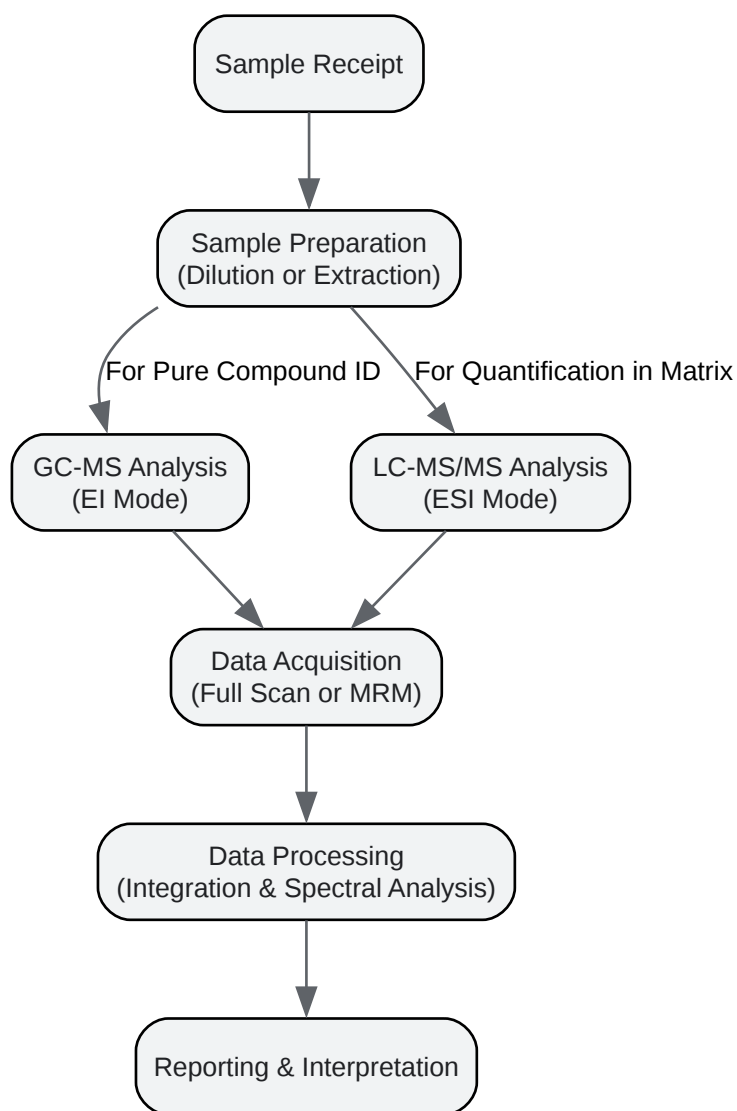 Sample Receipt
Sample Preparation
(Dilution or Extraction)
For Pure Compound ID
For Quantification in Matrix
GC-MS Analysis
(EI Mode)
LC-MS/MS Analysis
(ESI Mode)
Data Acquisition
(Full Scan or MRM)
Data Processing
(Integration & Spectral Analysis)
Reporting & Interpretation